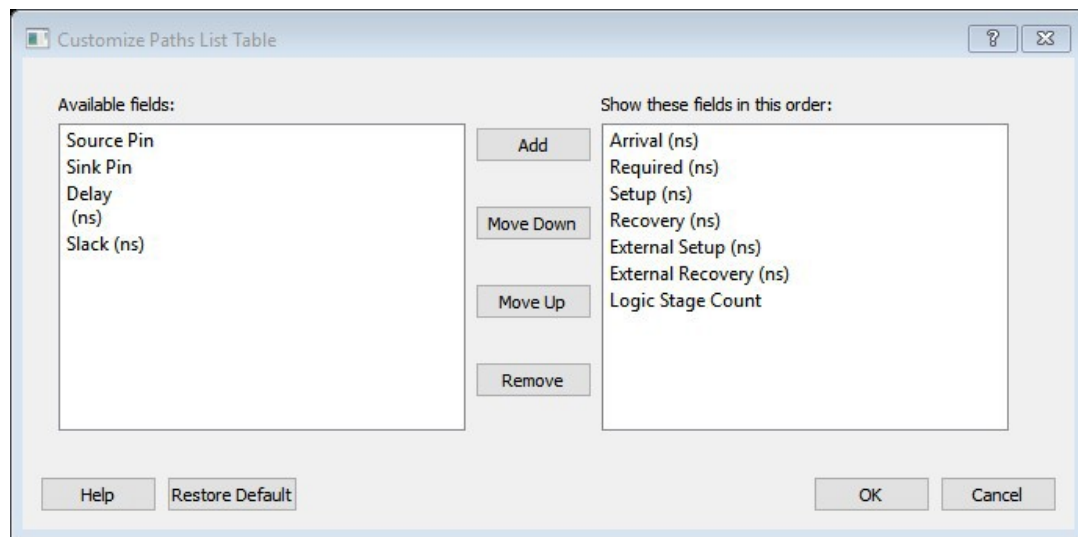 Customize Paths List Table
Available fields:
Source Pin
Sink Pin
Delay
(ns)
Slack (ns)
Add
Move Down
Move Up
Remove
Show these fields in this order:
Arrival (ns)
Required (ns)
Setup (ns)
Recovery (ns)
External Setup (ns)
External Recovery (ns)
Logic Stage Count
Help
Restore Default
OK
Cancel